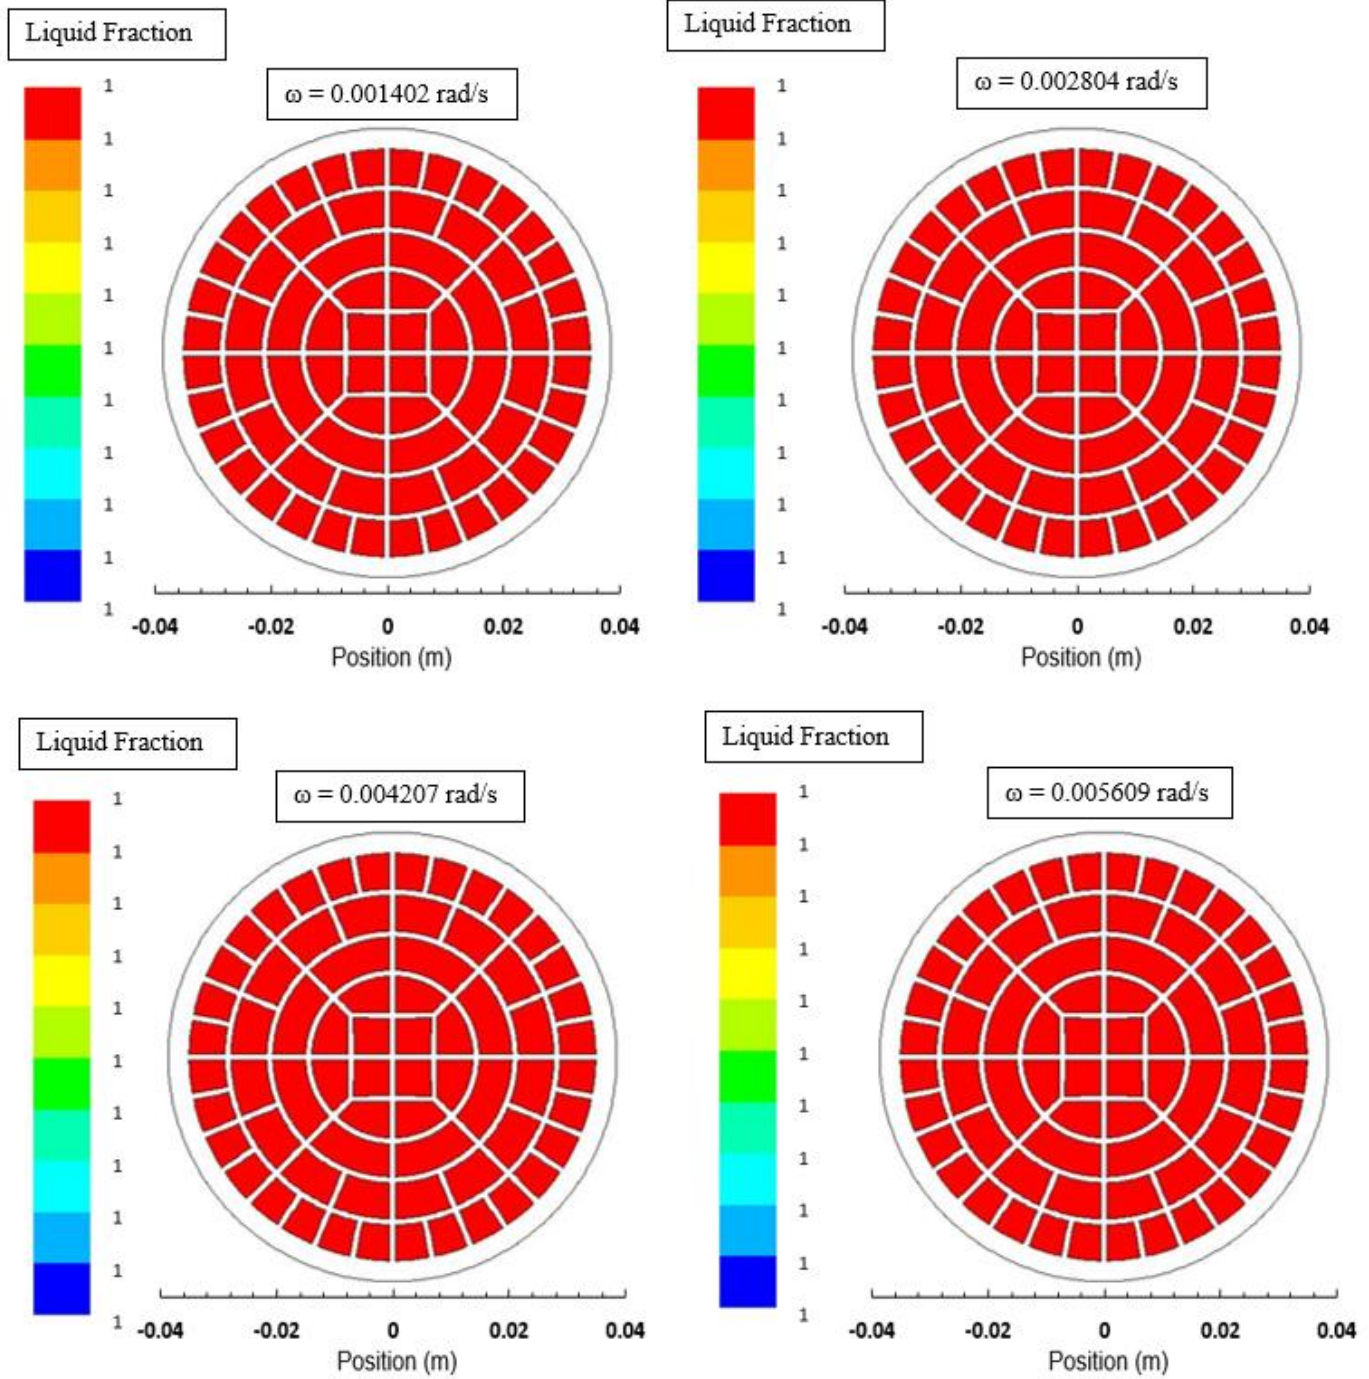 Liquid Fraction
ω = 0.001402 rad/s
1
1
1
1
1
1
1
1
1
1
1
-0.04 -0.02 0 0.02 0.04
Position (m)
Liquid Fraction
ω = 0.002804 rad/s
1
1
1
1
1
1
1
1
1
1
1
-0.04 -0.02 0 0.02 0.04
Position (m)
Liquid Fraction
ω = 0.004207 rad/s
1
1
1
1
1
1
1
1
1
1
1
-0.04 -0.02 0 0.02 0.04
Position (m)
Liquid Fraction
ω = 0.005609 rad/s
1
1
1
1
1
1
1
1
1
1
1
-0.04 -0.02 0 0.02 0.04
Position (m)